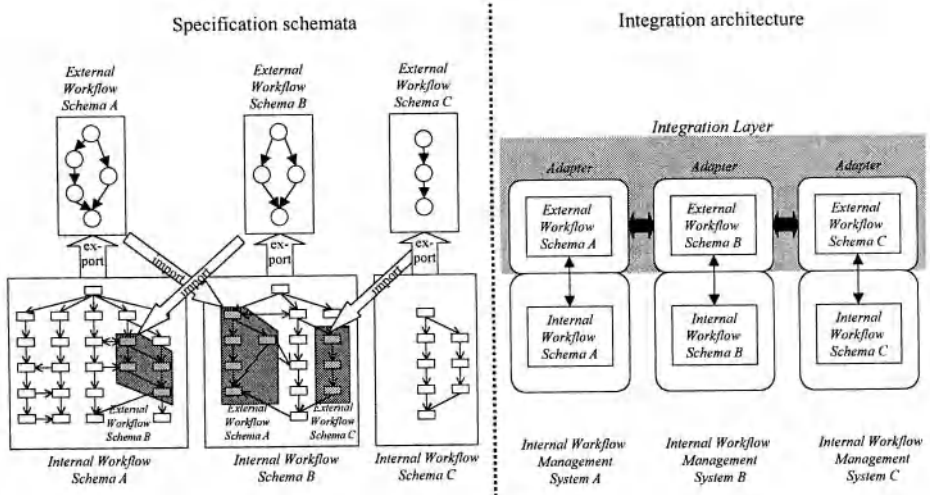 Specification schemata
Integration architecture
External
Workflow
Schema A
External
Workflow
Schema B
External
Workflow
Schema C
Integration Layer
Adapter
Adapter
Adapter
External
Workflow
Schema A
External
Workflow
Schema B
External
Workflow
Schema C
ex-
port
import
import
ex-
port
import
ex-
port
Internal
Workflow
Schema A
Internal
Workflow
Schema B
Internal
Workflow
Schema C
External
Workflow
Schema B
External
Workflow
Schema A
External
Workflow
Schema C
Internal Workflow
Schema A
Internal Workflow
Schema B
Internal Workflow
Schema C
Internal Workflow
Management
System A
Internal Workflow
Management
System B
Internal Workflow
Management
System C